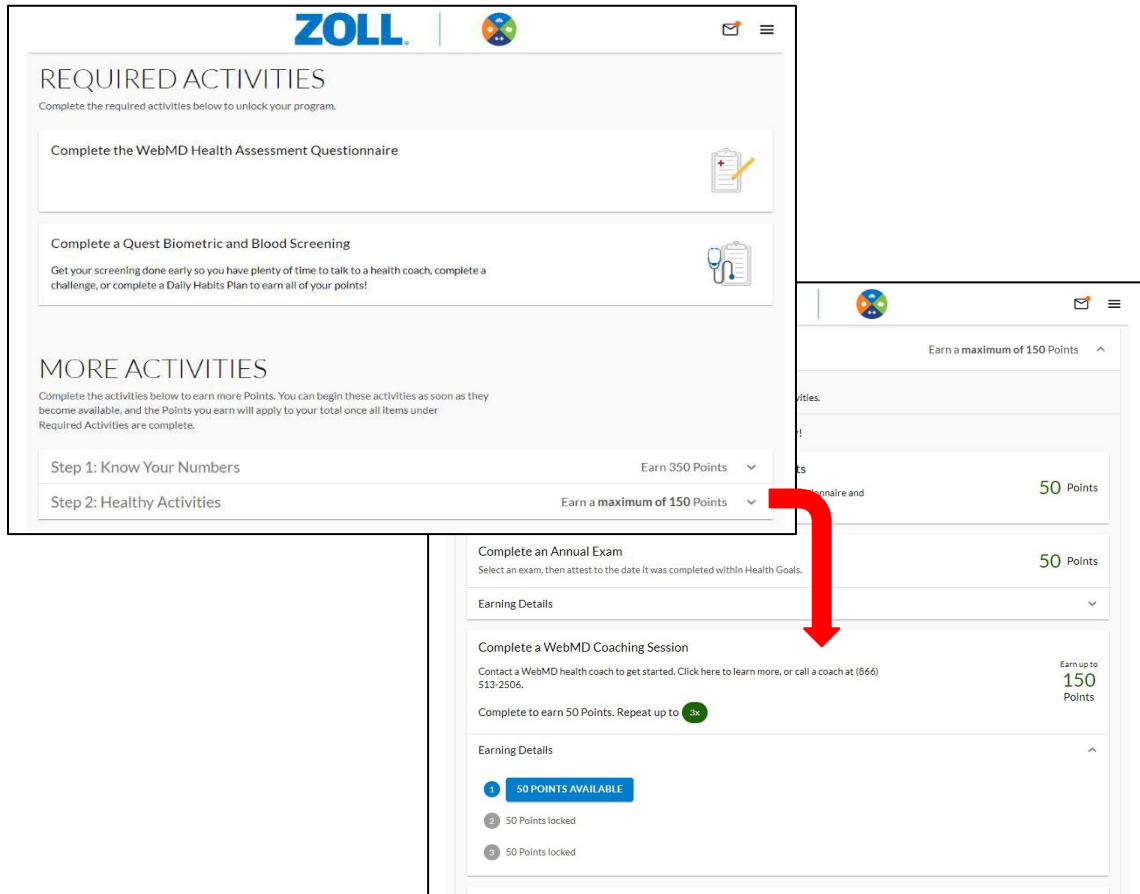 ZOLL.
REQUIRED ACTIVITIES
Complete the required activities below to unlock your program.
Complete the WebMD Health Assessment Questionnaire
Complete a Quest Biometric and Blood Screening
Get your screening done early so you have plenty of time to talk to a health coach, complete a
challenge, or complete a Daily Habits Plan to earn all of your points!
MORE ACTIVITIES
Complete the activities below to earn more Points. You can begin these activities as soon as they
become available, and the Points you earn will apply to your total once all items under
Required Activities are complete.
Step 1: Know Your Numbers Earn 350 Points
Step 2: Healthy Activities Earn a maximum of 150 Points
Earn a maximum of 150 Points
vities.
!
ts
onnaire and
50 Points
Complete an Annual Exam
Select an exam, then attest to the date it was completed within Health Goals.
50 Points
Earning Details
Complete a WebMD Coaching Session
Contact a WebMD health coach to get started. Click here to learn more, or call a coach at (866)
513-2506.
Complete to earn 50 Points. Repeat up to 3x
Earn up to
150
Points
Earning Details
1 50 POINTS AVAILABLE
2 50 Points locked
3 50 Points locked